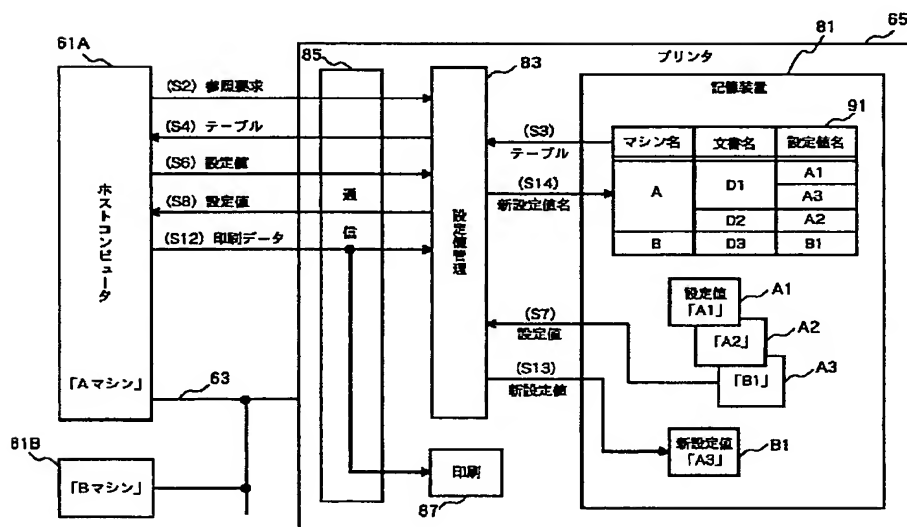 61A
65
81
プリンタ
85
83
記憶装置
91
(S2) 参照要求
(S4) テーブル
(S6) 設定値
(S8) 設定値
(S12) 印刷データ
ホストコンピュータ
「Aマシン」
通信
設定値管理
(S3)
テーブル
(S14)
新設定値名
マシン名 文書名 設定値名
A D1 A1
A3
D2 A2
B D3 B1
(S7)
設定値
(S13)
新設定値
設定値
「A1」
A1
「A2」
A2
「B1」
A3
新設定値
「A3」
B1
63
61B
「Bマシン」
印刷
87